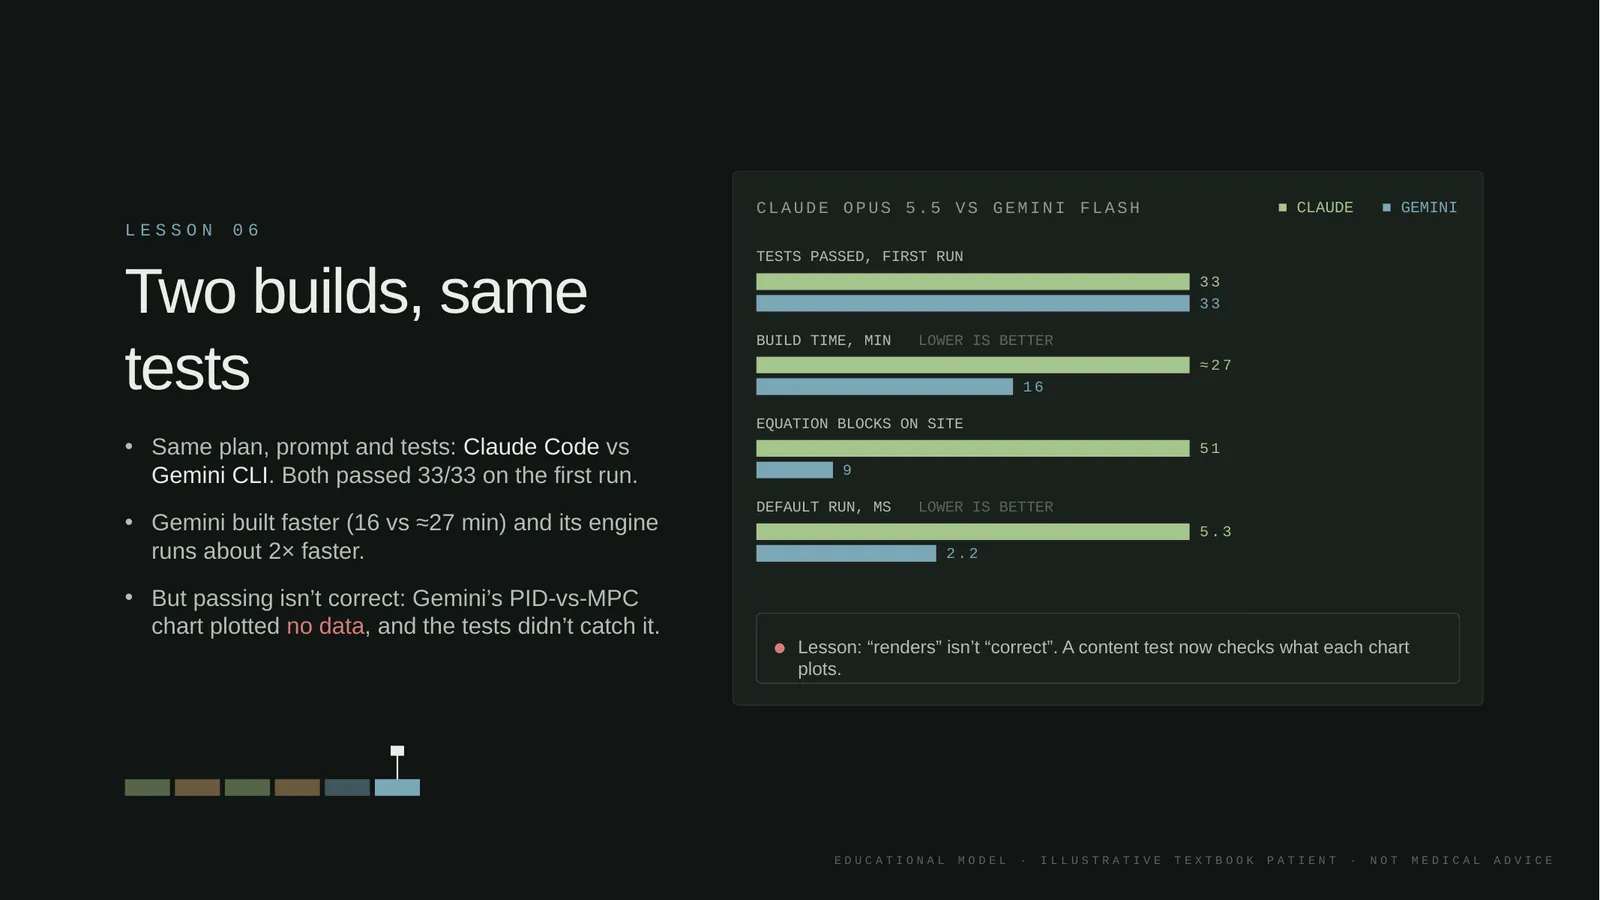 LESSON 06
Two builds, same
tests
• Same plan, prompt and tests: Claude Code vs
Gemini CLI. Both passed 33/33 on the first run.
• Gemini built faster (16 vs ≈27 min) and its engine
runs about 2× faster.
• But passing isn’t correct: Gemini’s PID-vs-MPC
chart plotted no data, and the tests didn’t catch it.
CLAUDE OPUS 5.5 VS GEMINI FLASH
CLAUDE GEMINI
TESTS PASSED, FIRST RUN
33
33
BUILD TIME, MIN LOWER IS BETTER
≈27
16
EQUATION BLOCKS ON SITE
51
9
DEFAULT RUN, MS LOWER IS BETTER
5.3
2.2
Lesson: “renders” isn’t “correct”. A content test now checks what each chart
plots.
EDUCATIONAL MODEL · ILLUSTRATIVE TEXTBOOK PATIENT · NOT MEDICAL ADVICE